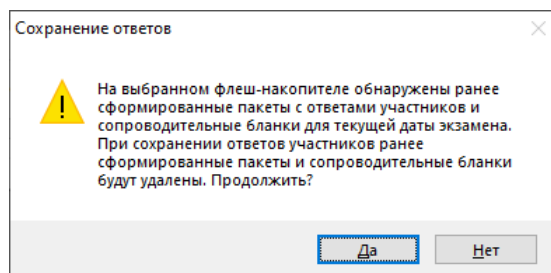 Сохранение ответов
На выбранном флеш-накопителе обнаружены ранее
сформированные пакеты с ответами участников и
сопроводительные бланки для текущей даты экзамена.
При сохранении ответов участников ранее
сформированные пакеты и сопроводительные бланки
будут удалены. Продолжить?
Да
Нет